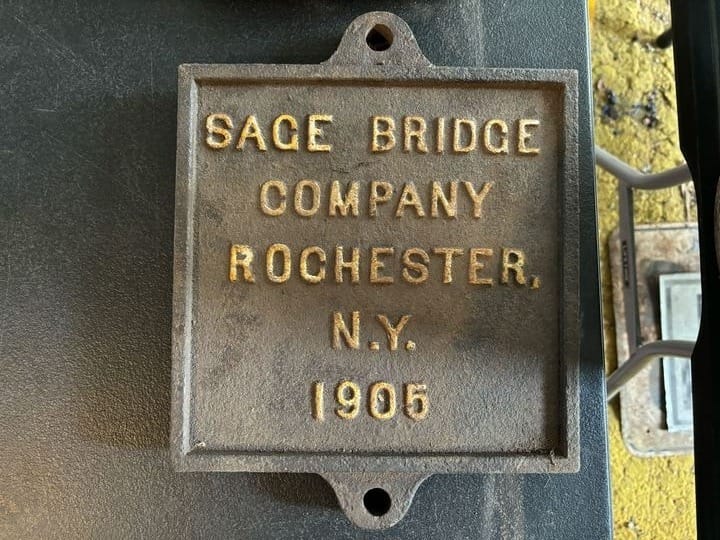 SAGE BRIDGE
COMPANY
ROCHESTER,
N.Y.
1905